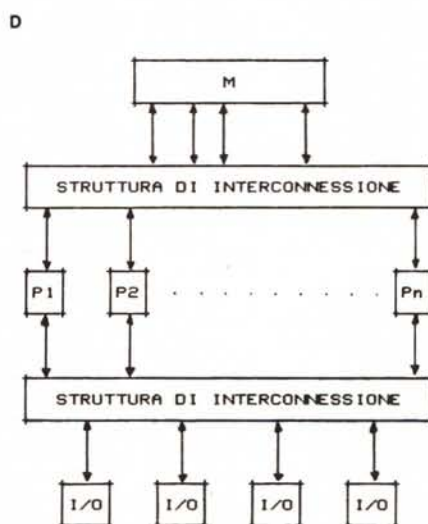 D
M
STRUTTURA DI INTERCONNESSIONE
P1 P2 . . . . . . . . . . Pn
STRUTTURA DI INTERCONNESSIONE
I/O I/O I/O I/O